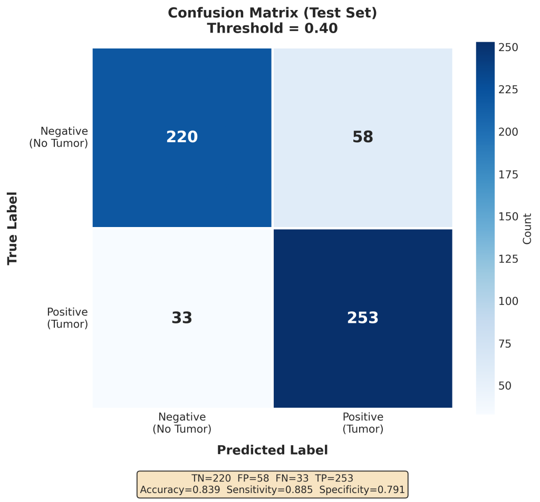 Confusion Matrix (Test Set)
Threshold = 0.40
True Label
Negative
(No Tumor)
220
58
Positive
(Tumor)
33
253
Negative
(No Tumor)
Positive
(Tumor)
Predicted Label
250
225
200
175
150
125
100
75
50
Count
TN=220  FP=58  FN=33  TP=253
Accuracy=0.839  Sensitivity=0.885  Specificity=0.791